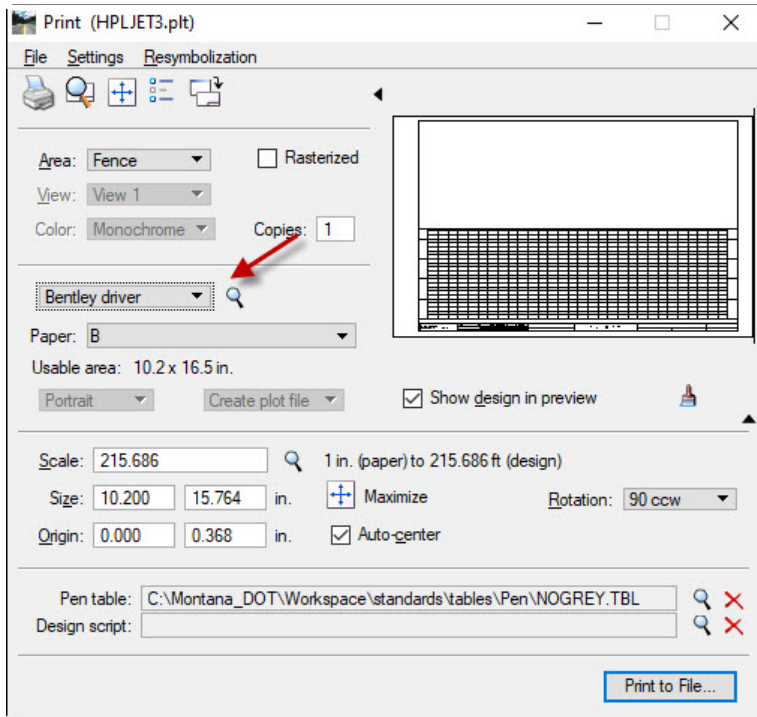 Print (HPLJET3.plt)
File Settings Resymbolization
Area: Fence Rasterized
View: View 1
Color: Monochrome Copies: 1
Bentley driver
Paper: B
Usable area: 10.2 x 16.5 in.
Portrait Create plot file Show design in preview
Scale: 215.686 1 in. (paper) to 215.686 ft (design)
Size: 10.200 15.764 in. Maximize Rotation: 90 ccw
Origin: 0.000 0.368 in. Auto-center
Pen table: C:\Montana_DOT\Workspace\standards\tables\Pen\NOGREY.TBL
Design script:
Print to File...